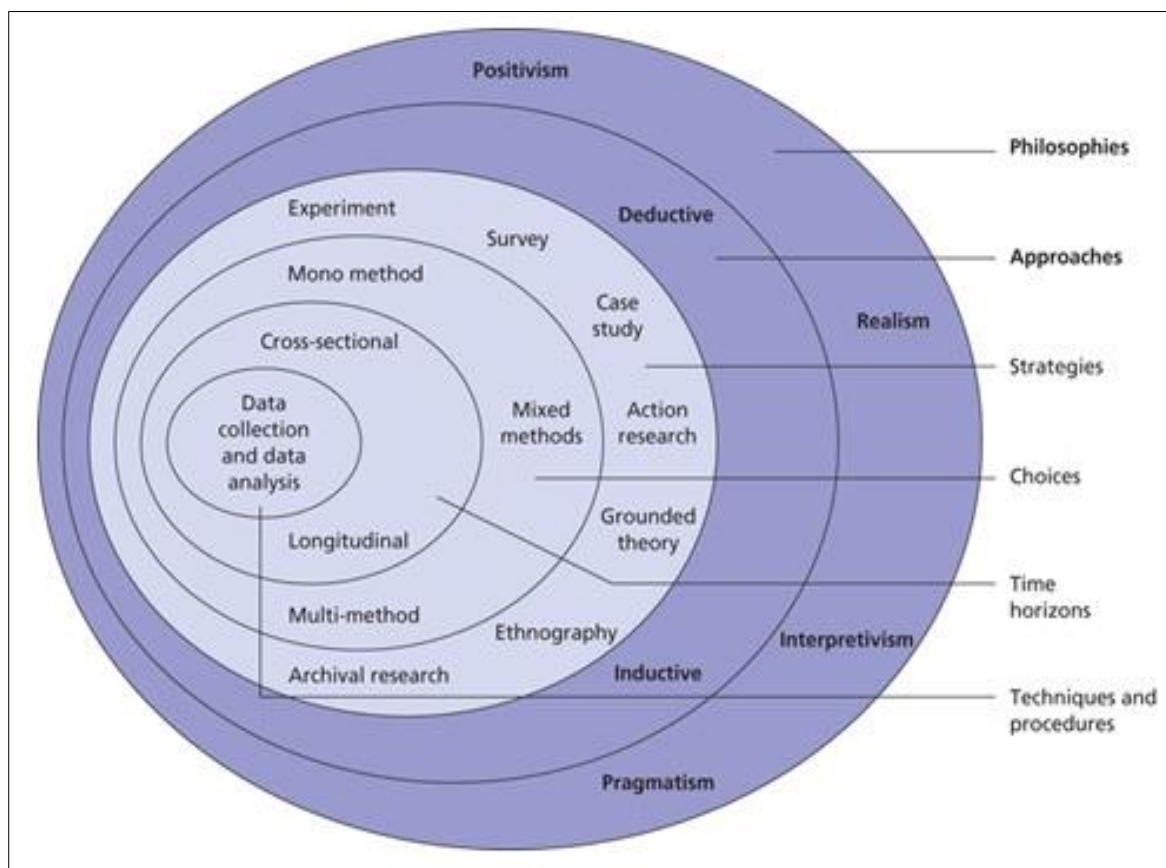 Positivism
Philosophies
Experiment
Deductive
Survey
Approaches
Mono method
Case
study
Realism
Cross-sectional
Strategies
Data
collection
and data
analysis
Mixed
methods
Action
research
Choices
Grounded
theory
Longitudinal
Time
horizons
Multi-method
Ethnography
Interpretivism
Archival research
Inductive
Techniques and
procedures
Pragmatism